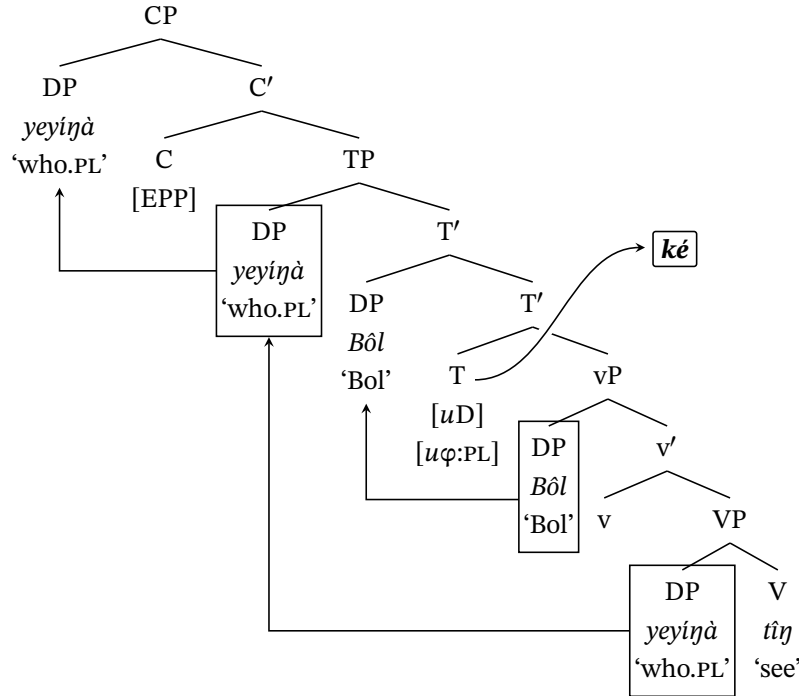 CP
DP
C′
yeyíŋà
‘who.PL’
C
TP
[EPP]
DP
T′
yeyíŋà
ké
‘who.PL’
DP
T′
Bôl
‘Bol’
T
vP
[uD]
[uφ:PL]
DP
v′
Bôl
‘Bol’
v
VP
DP
V
yeyíŋà
tîŋ
‘who.PL’
‘see’